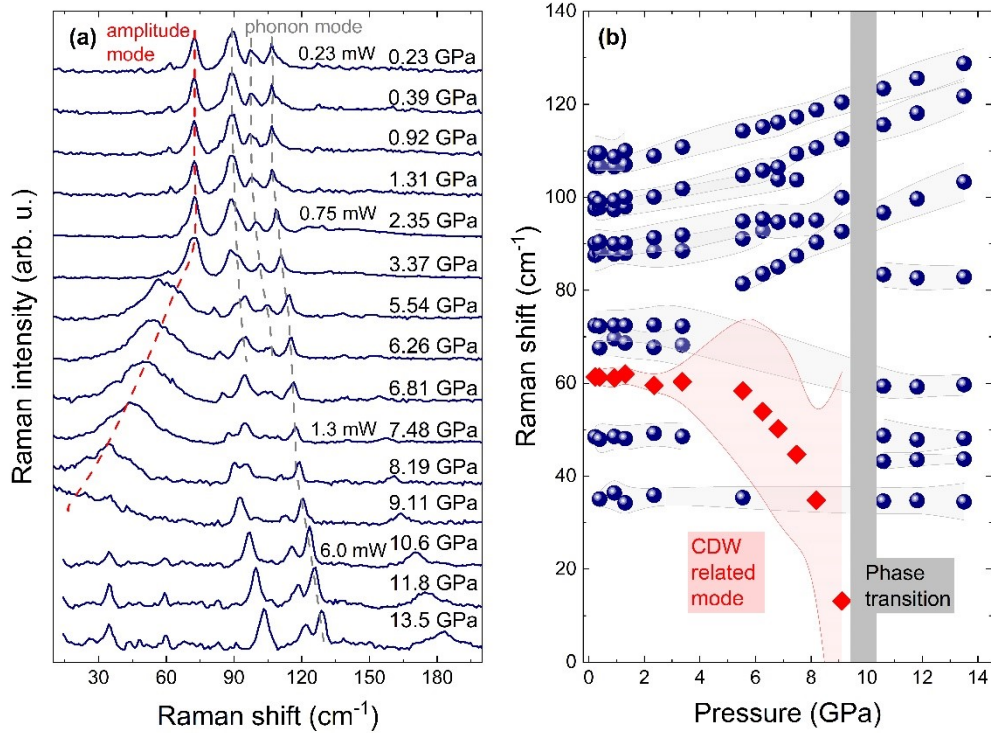 (a)
amplitude
mode
phonon mode
0.23 mW
0.23 GPa
0.39 GPa
0.92 GPa
1.31 GPa
0.75 mW
2.35 GPa
3.37 GPa
5.54 GPa
6.26 GPa
6.81 GPa
1.3 mW
7.48 GPa
8.19 GPa
9.11 GPa
6.0 mW
10.6 GPa
11.8 GPa
13.5 GPa
Raman intensity (arb. u.)
30 60 90 120 150 180
Raman shift (cm⁻¹)
(b)
140
120
100
80
60
40
20
0
Raman shift (cm⁻¹)
CDW
related
mode
Phase
transition
0 2 4 6 8 10 12 14
Pressure (GPa)